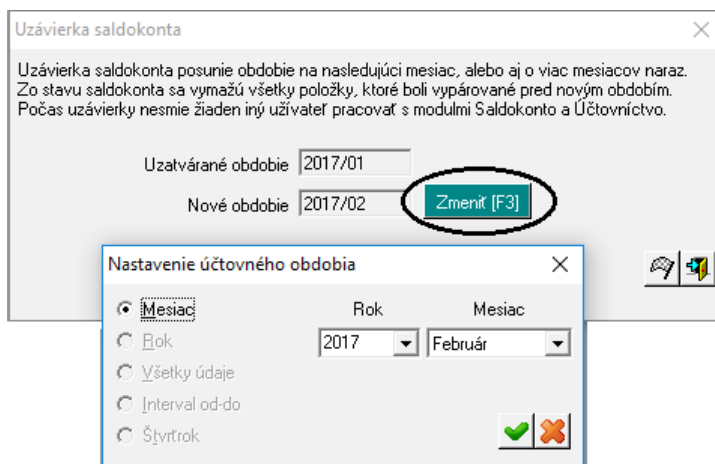 Uzávierka saldokonta
Uzávierka saldokonta posunie obdobie na nasledujúci mesiac, alebo aj o viac mesiacov naraz.
Zo stavu saldokonta sa vymažú všetky položky, ktoré boli vypárované pred novým obdobím.
Počas uzávierky nesmie žiaden iný užívateľ pracovať s modulmi Saldokonto a Účtovníctvo.
Uzatvárané obdobie 2017/01
Nové obdobie 2017/02 Zmeniť [F3]
Nastavenie účtovného obdobia
Mesiac Rok Mesiac
Rok 2017 Február
Všetky údaje
Interval od-do
Štvrťrok